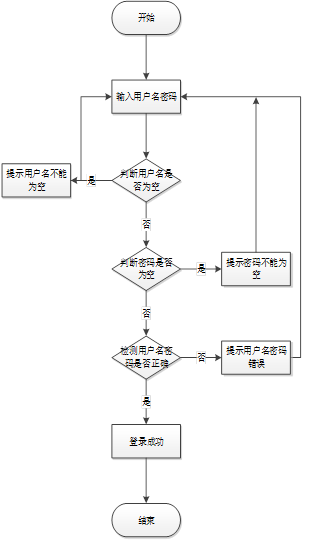 开始
输入用户名密码
判断用户名是
否为空
是
提示用户名不能
为空
否
判断密码是否
为空
是
提示密码不能为
空
否
检测用户名密
码是否正确
否
提示用户名密码
错误
是
登录成功
结束